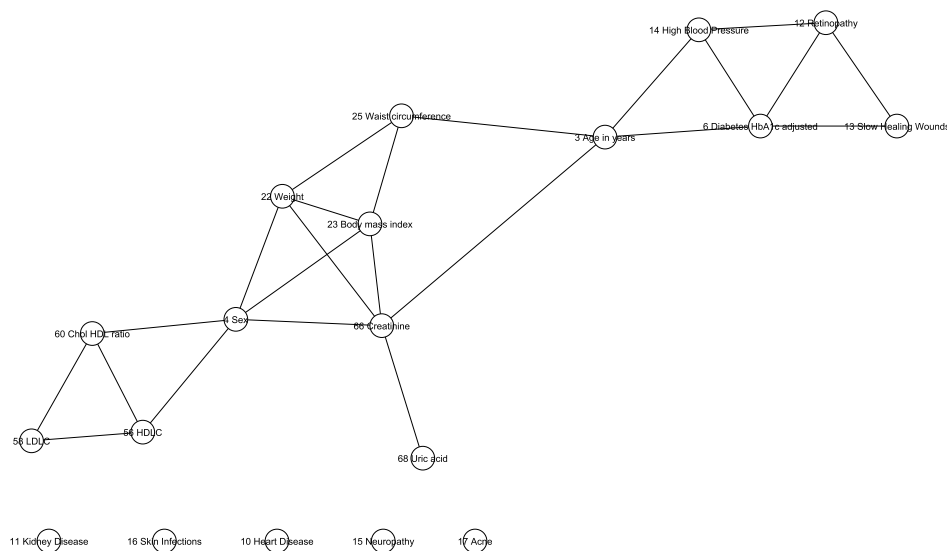 12 Retinopathy
14 High Blood Pressure
25 Waist circumference
6 Diabetes HbA1c adjusted
13 Slow Healing Wounds
3 Age in years
22 Weight
23 Body mass index
4 Sex
66 Creatinine
60 Chol HDL ratio
56 HDLC
58 LDLC
68 Uric acid
11 Kidney Disease
16 Skin Infections
10 Heart Disease
15 Neuropathy
17 Acne